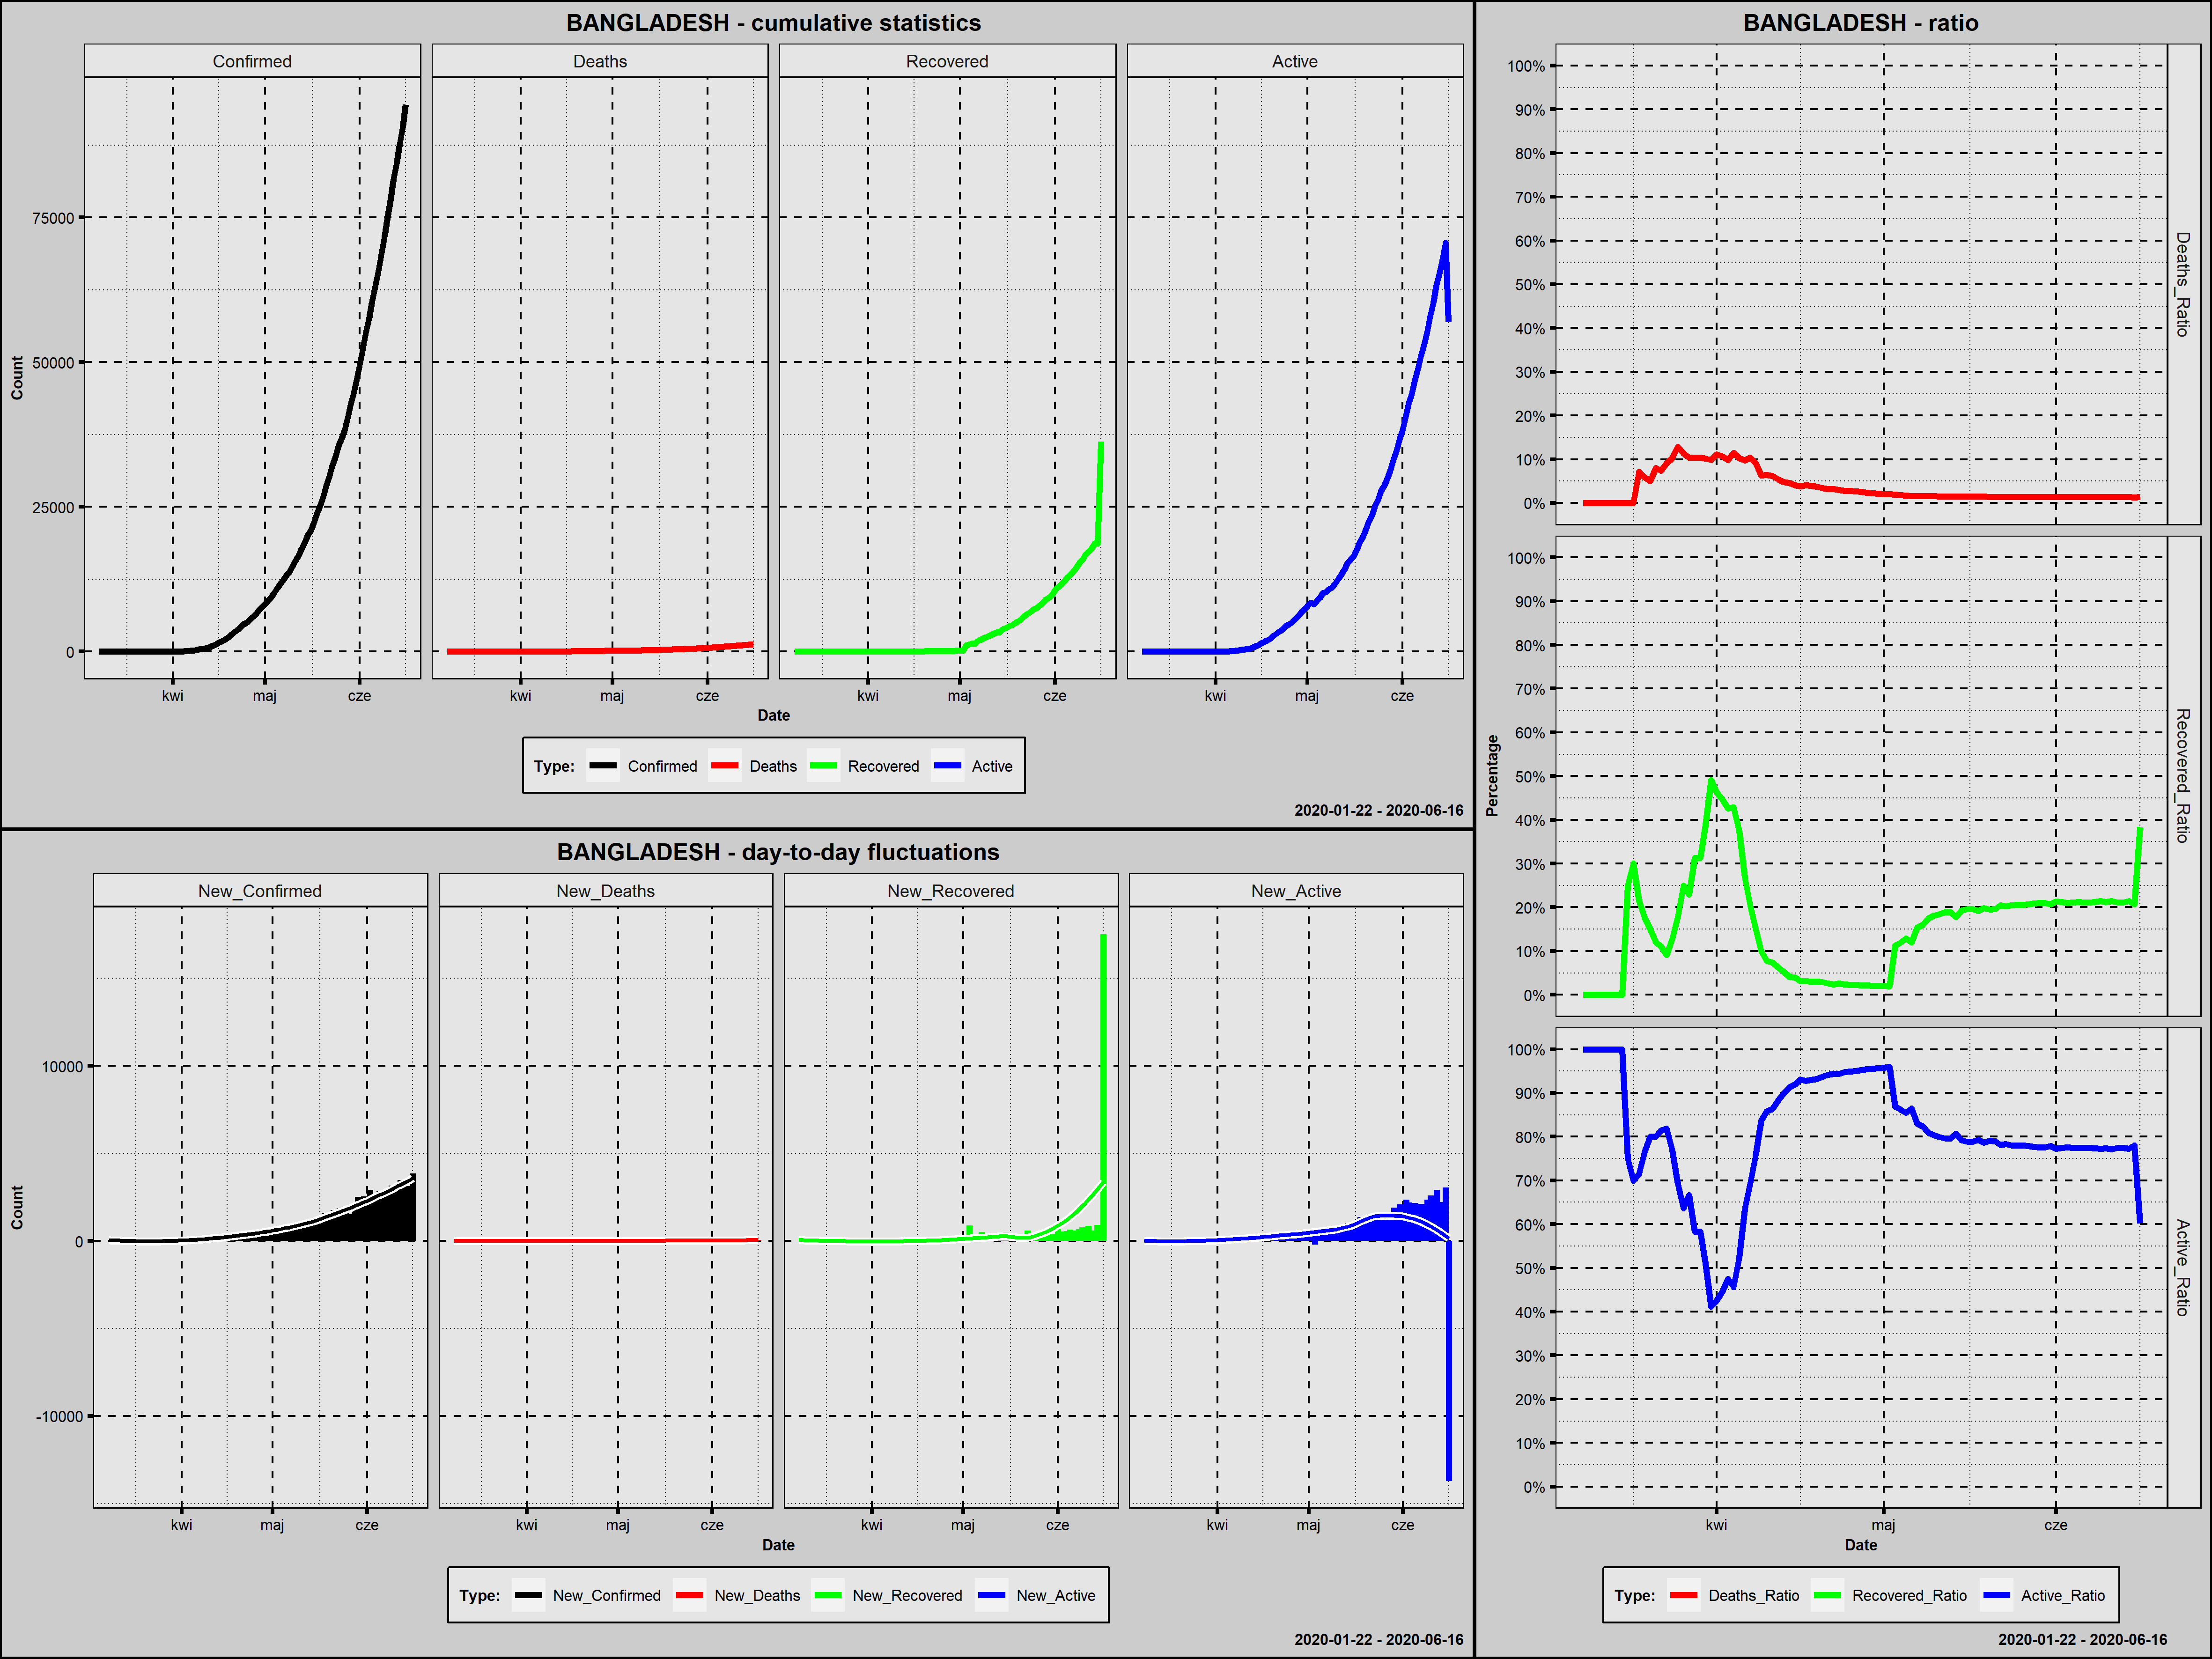 BANGLADESH - cumulative statistics
Confirmed Deaths Recovered Active
Count
75000
50000
25000
0
kwi maj cze kwi maj cze kwi maj cze kwi maj cze
Date
Type: Confirmed Deaths Recovered Active
2020-01-22 - 2020-06-16
BANGLADESH - day-to-day fluctuations
New_Confirmed New_Deaths New_Recovered New_Active
Count
10000
0
-10000
kwi maj cze kwi maj cze kwi maj cze kwi maj cze
Date
Type: New_Confirmed New_Deaths New_Recovered New_Active
2020-01-22 - 2020-06-16
BANGLADESH - ratio
Percentage
100%
90%
80%
70%
60%
50%
40%
30%
20%
10%
0%
Deaths_Ratio
100%
90%
80%
70%
60%
50%
40%
30%
20%
10%
0%
Recovered_Ratio
100%
90%
80%
70%
60%
50%
40%
30%
20%
10%
0%
Active_Ratio
kwi maj cze
Date
Type: Deaths_Ratio Recovered_Ratio Active_Ratio
2020-01-22 - 2020-06-16